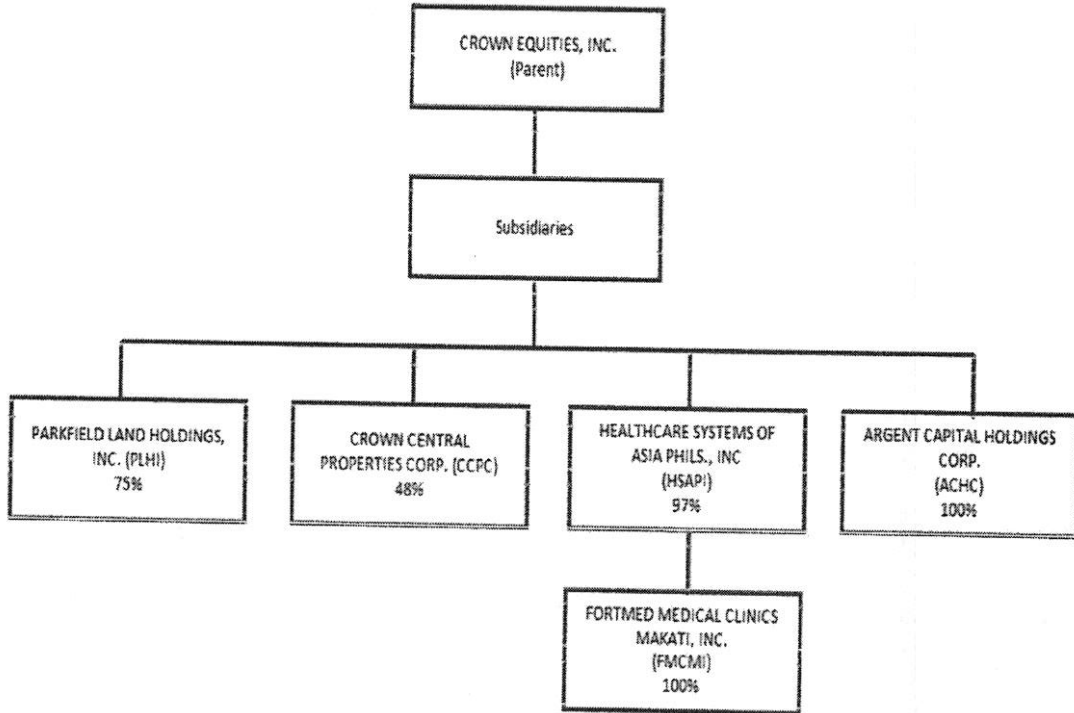 CROWN EQUITIES, INC.
(Parent)
Subsidiaries
PARKFIELD LAND HOLDINGS,
INC. (PLHI)
75%
CROWN CENTRAL
PROPERTIES CORP. (CCPC)
48%
HEALTHCARE SYSTEMS OF
ASIA PHILS., INC
(HSAPI)
97%
ARGENT CAPITAL HOLDINGS
CORP.
(ACHC)
100%
FORTMED MEDICAL CLINICS
MAKATI, INC.
(FMCMI)
100%